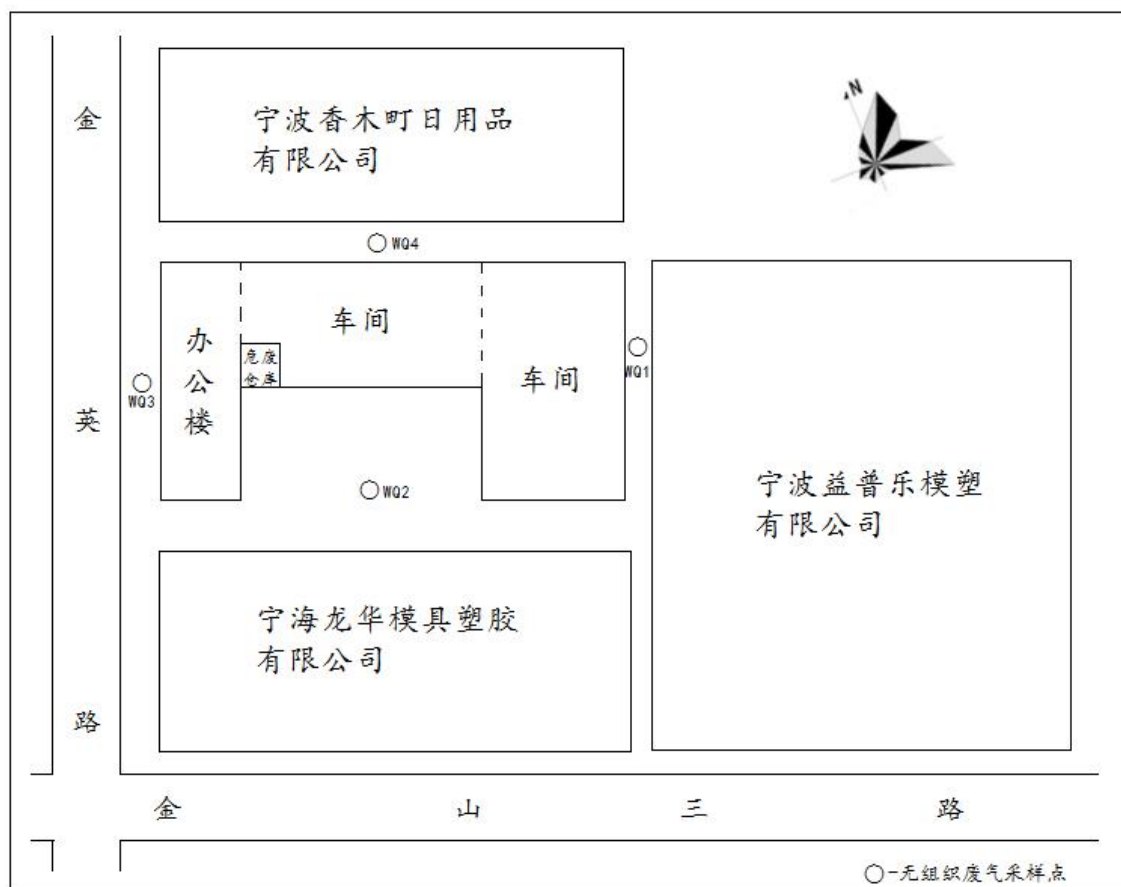 金英路
宁波香木町日用品
有限公司
N
WQ4
办公楼
车间
危废
仓库
车间
WQ1
WQ3
WQ2
宁波益普乐模塑
有限公司
宁海龙华模具塑胶
有限公司
金山三路
○-无组织废气采样点